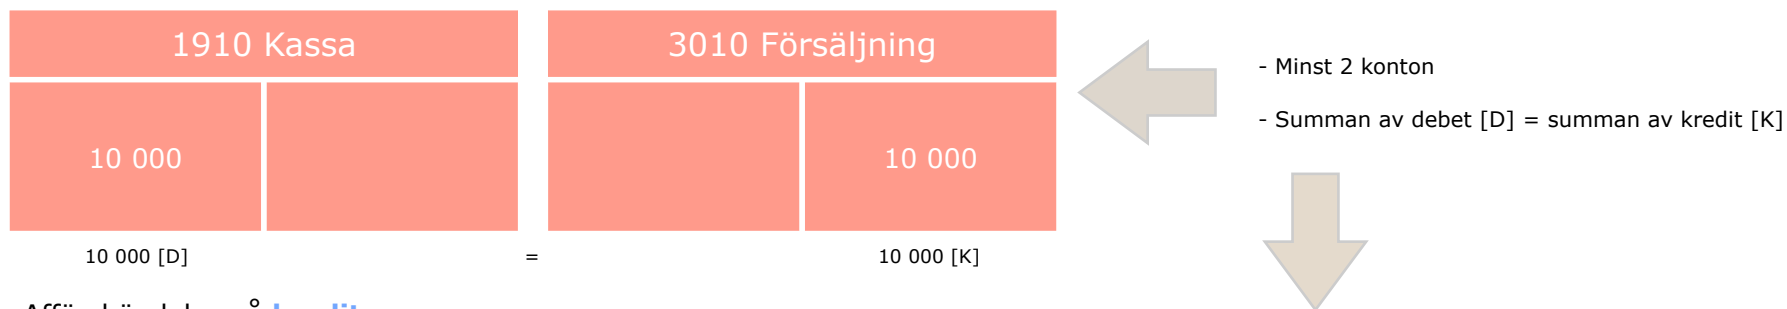 1910 Kassa
3010 Försäljning
10 000
10 000
10 000 [D]
=
10 000 [K]
- Minst 2 konton
- Summan av debet [D] = summan av kredit [K]